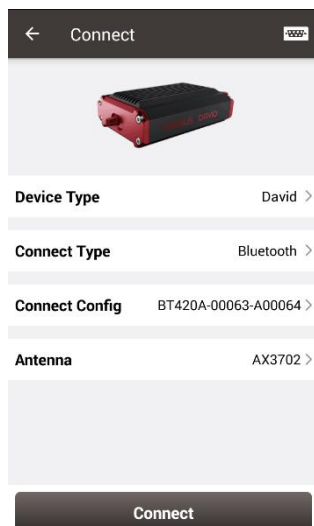 Connect
Device Type David
Connect Type Bluetooth
Connect Config BT420A-00063-A00064
Antenna AX3702
Connect